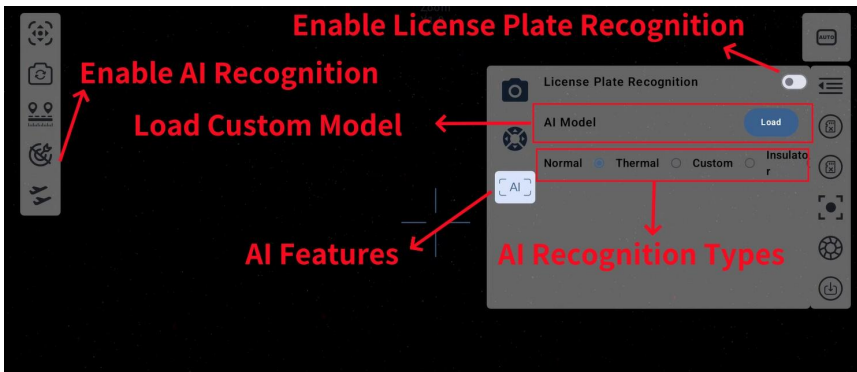 Zoom
Enable License Plate Recognition
AUTO
Enable AI Recognition
License Plate Recognition
Load Custom Model
AI Model
Load
Normal
Thermal
Custom
Insulato
r
AI
AI Features
AI Recognition Types